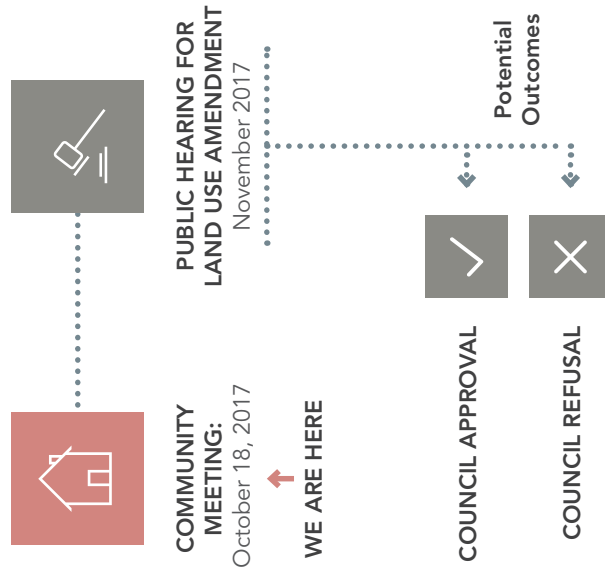 COMMUNITY
MEETING:
October 18, 2017
WE ARE HERE
PUBLIC HEARING FOR
LAND USE AMENDMENT
November 2017
Potential
Outcomes
COUNCIL APPROVAL
COUNCIL REFUSAL